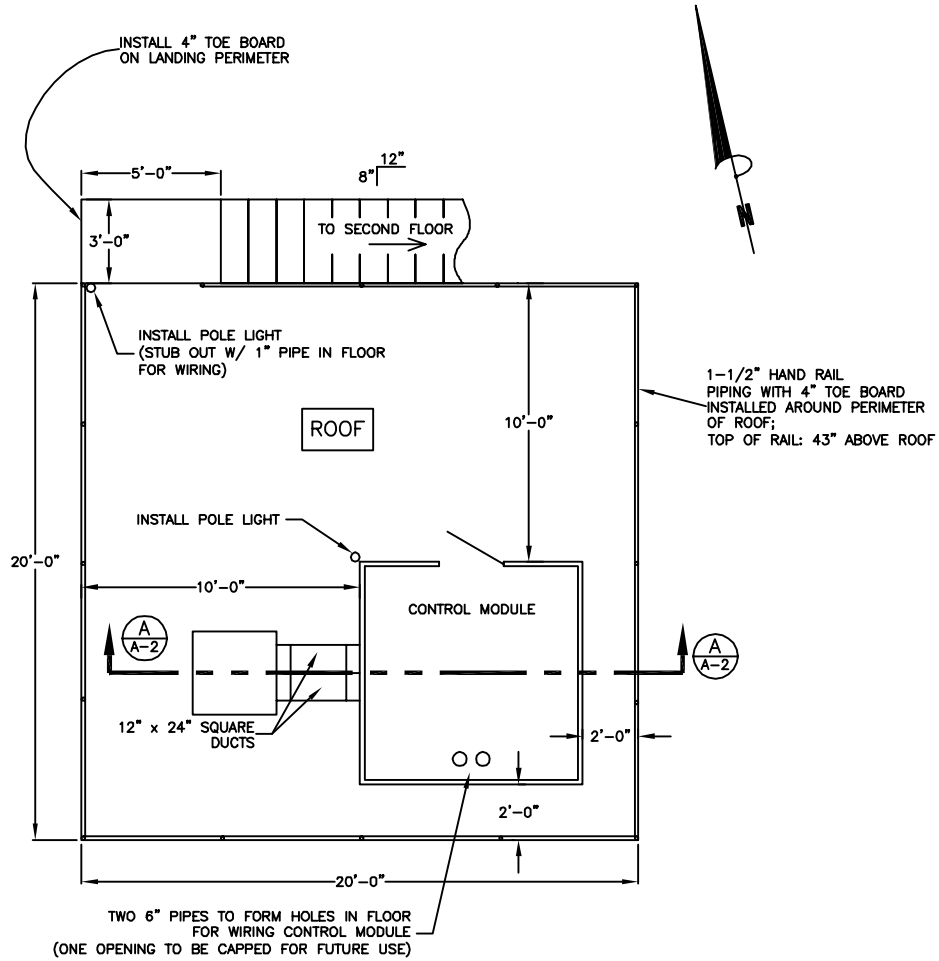 INSTALL 4" TOE BOARD
ON LANDING PERIMETER
12"
8"
5'-0"
N
TO SECOND FLOOR
3'-0"
INSTALL POLE LIGHT
(STUB OUT W/ 1" PIPE IN FLOOR
FOR WIRING)
1-1/2" HAND RAIL
PIPING WITH 4" TOE BOARD
INSTALLED AROUND PERIMETER
OF ROOF;
TOP OF RAIL: 43" ABOVE ROOF
ROOF
10'-0"
INSTALL POLE LIGHT
20'-0"
10'-0"
CONTROL MODULE
A
A-2
A
A-2
12" x 24" SQUARE
DUCTS
2'-0"
2'-0"
20'-0"
TWO 6" PIPES TO FORM HOLES IN FLOOR
FOR WIRING CONTROL MODULE
(ONE OPENING TO BE CAPPED FOR FUTURE USE)